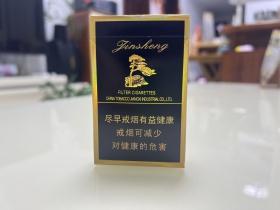 Jinsheng
FILTER CIGARETTES
CHINA TOBACCO JIANGXI INDUSTRIAL CO.,LTD.
尽早戒烟有益健康
戒烟可减少
对健康的危害